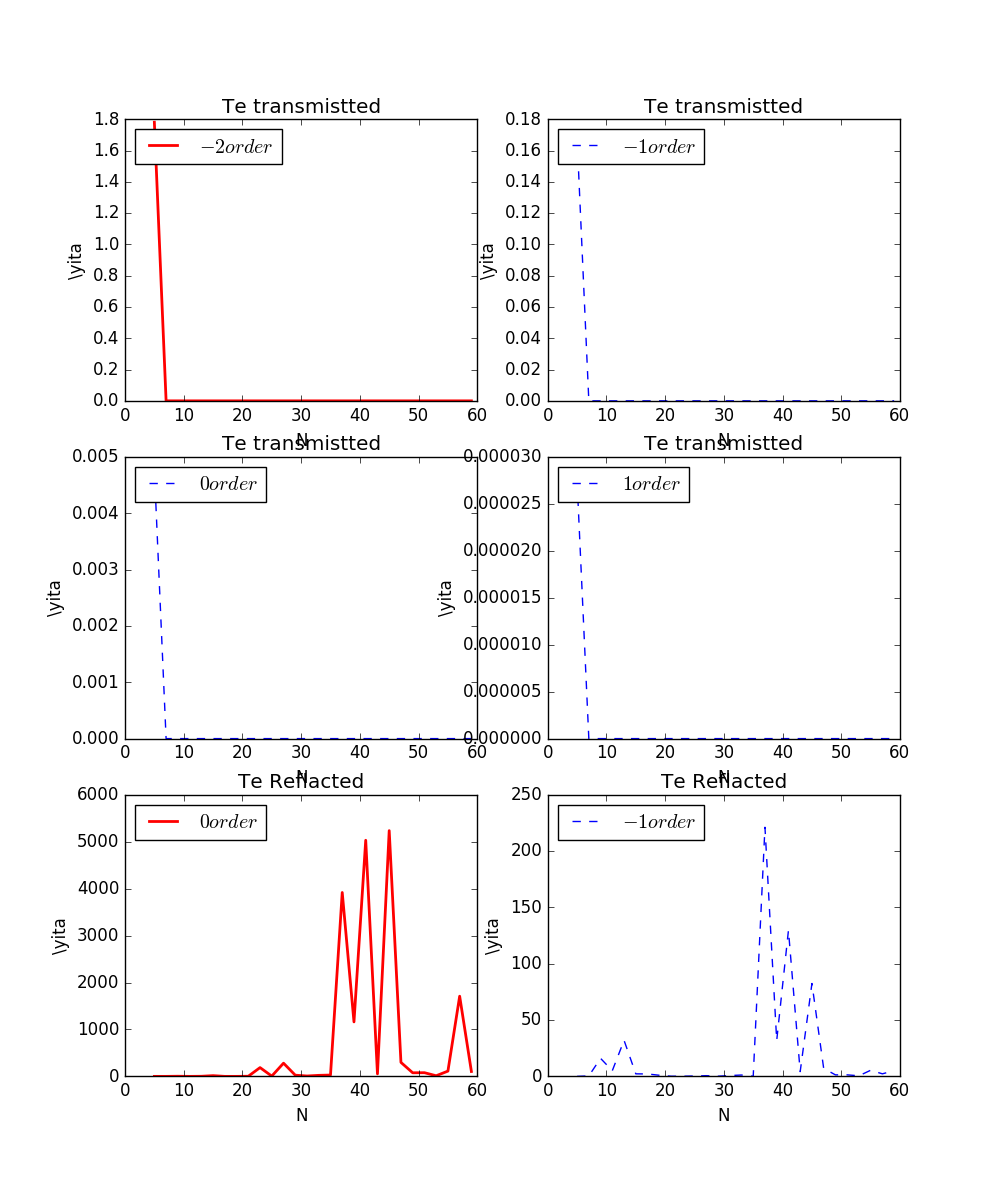 Te transmistted
1.8
1.6
1.4
1.2
1.0
0.8
0.6
0.4
0.2
0.0
\yita
−2order
0 10 20 30 40 50 60
N
Te transmistted
0.18
0.16
0.14
0.12
0.10
0.08
0.06
0.04
0.02
0.00
\yita
−1order
0 10 20 30 40 50 60
N
Te transmistted
0.005
0.004
0.003
0.002
0.001
0.000
\yita
0order
0 10 20 30 40 50 60
N
Te transmistted
0.000030
0.000025
0.000020
0.000015
0.000010
0.000005
0.000000
\yita
1order
0 10 20 30 40 50 60
N
Te Reflacted
6000
5000
4000
3000
2000
1000
0
\yita
0order
0 10 20 30 40 50 60
N
Te Reflacted
250
200
150
100
50
0
\yita
−1order
0 10 20 30 40 50 60
N